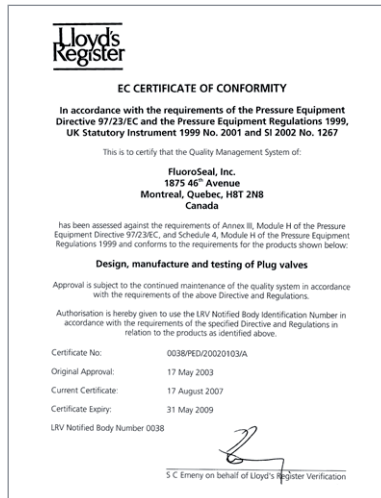 Lloyd's
Register
EC CERTIFICATE OF CONFORMITY
In accordance with the requirements of the Pressure Equipment
Directive 97/23/EC and the Pressure Equipment Regulations 1999,
UK Statutory Instrument 1999 No. 2001 and SI 2002 No. 1267
This is to certify that the Quality Management System of:
FluoroSeal, Inc.
1875 46th Avenue
Montreal, Quebec, H8T 2N8
Canada
has been assessed against the requirements of Annex III, Module H of the Pressure
Equipment Directive 97/23/EC, and Schedule 4, Module H of the Pressure Equipment
Regulations 1999 and conforms to the requirements for the products shown below:
Design, manufacture and testing of Plug valves
Approval is subject to the continued maintenance of the quality system in accordance
with the requirements of the above Directive and Regulations.
Authorisation is hereby given to use the LRV Notified Body Identification Number in
accordance with the requirements of the specified Directive and Regulations in
relation to the products as identified above.
Certificate No: 0038/PED/20020103/A
Original Approval: 17 May 2003
Current Certificate: 17 August 2007
Certificate Expiry: 31 May 2009
LRV Notified Body Number 0038
S C Emeny on behalf of Lloyd's Register Verification